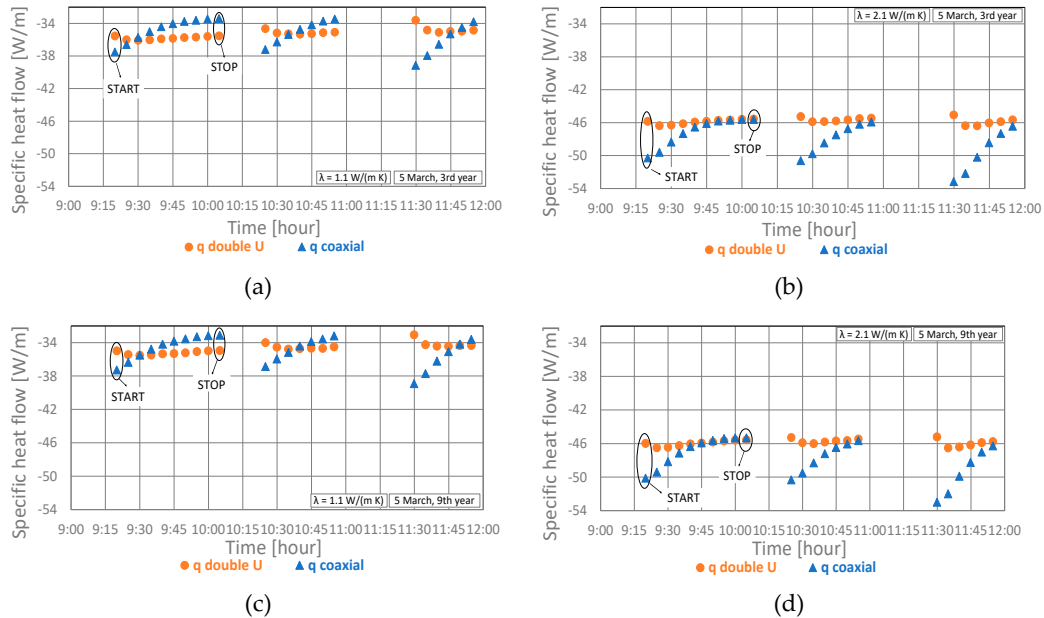 Specific heat flow [W/m]
-34
-38
-42
-46
-50
-54
START
STOP
λ = 1.1 W/(m K) 5 March, 3rd year
9:00 9:15 9:30 9:45 10:00 10:15 10:30 10:45 11:00 11:15 11:30 11:45 12:00
Time [hour]
q double U q coaxial
(a)
Specific heat flow [W/m]
-34
-38
-42
-46
-50
-54
λ = 2.1 W/(m K) 5 March, 3rd year
STOP
START
9:00 9:15 9:30 9:45 10:00 10:15 10:30 10:45 11:00 11:15 11:30 11:45 12:00
Time [hour]
q double U q coaxial
(b)
Specific heat flow [W/m]
-34
-38
-42
-46
-50
-54
START
STOP
λ = 1.1 W/(m K) 5 March, 9th year
9:00 9:15 9:30 9:45 10:00 10:15 10:30 10:45 11:00 11:15 11:30 11:45 12:00
Time [hour]
q double U q coaxial
(c)
Specific heat flow [W/m]
-34
-38
-42
-46
-50
-54
λ = 2.1 W/(m K) 5 March, 9th year
STOP
START
9:00 9:15 9:30 9:45 10:00 10:15 10:30 10:45 11:00 11:15 11:30 11:45 12:00
Time [hour]
q double U q coaxial
(d)